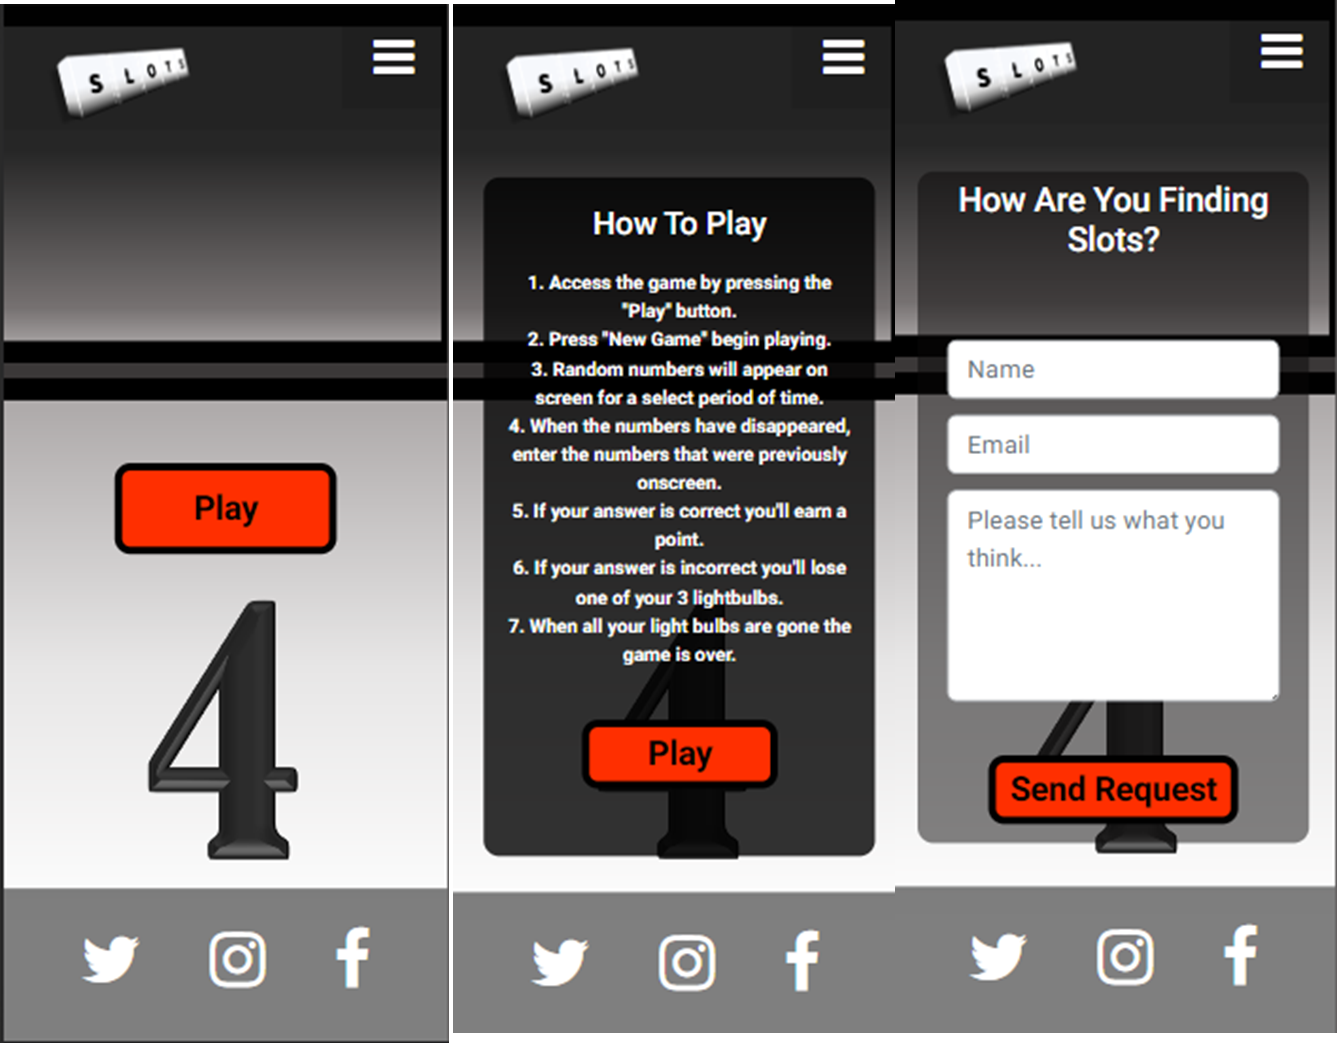 SLOTS
Play
4
SLOTS
How To Play
1. Access the game by pressing the
"Play" button.
2. Press "New Game" begin playing.
3. Random numbers will appear on
screen for a select period of time.
4. When the numbers have disappeared,
enter the numbers that were previously
onscreen.
5. If your answer is correct you'll earn a
point.
6. If your answer is incorrect you'll lose
one of your 3 lightbulbs.
7. When all your light bulbs are gone the
game is over.
Play
4
SLOTS
How Are You Finding
Slots?
Name
Email
Please tell us what you
think...
Send Request
4